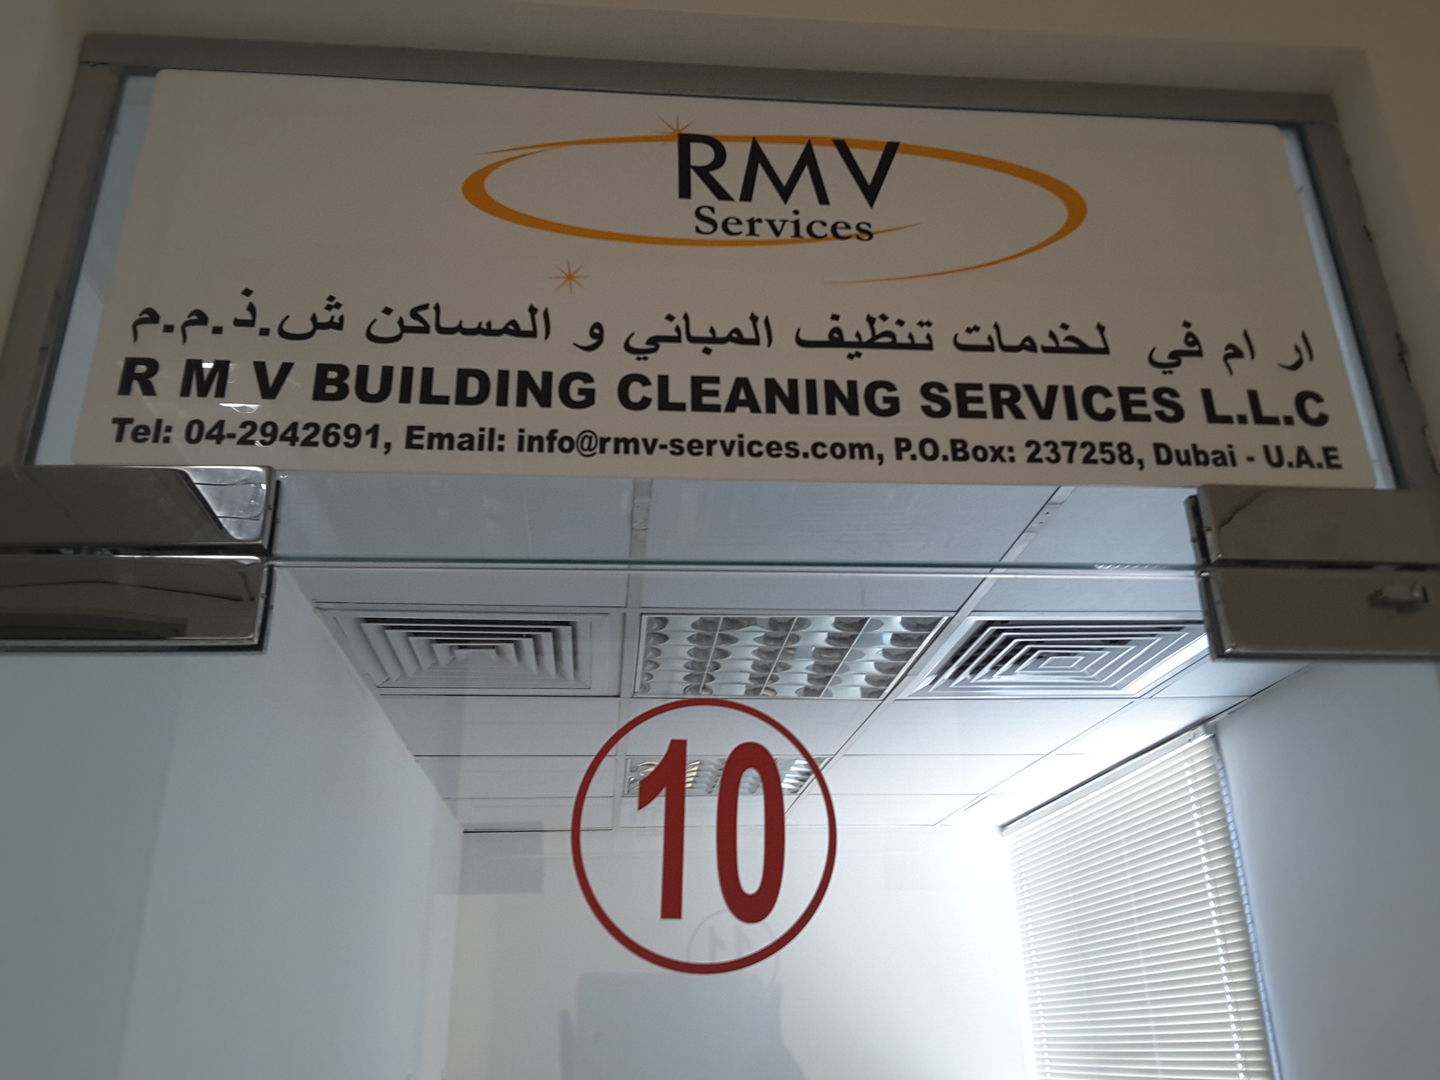 RMV
Services
ار ام في لخدمات تنظيف المباني و المساكن ش.ذ.م.م
R M V BUILDING CLEANING SERVICES L.L.C
Tel: 04-2942691, Email: info@rmv-services.com, P.O.Box: 237258, Dubai - U.A.E
10
11